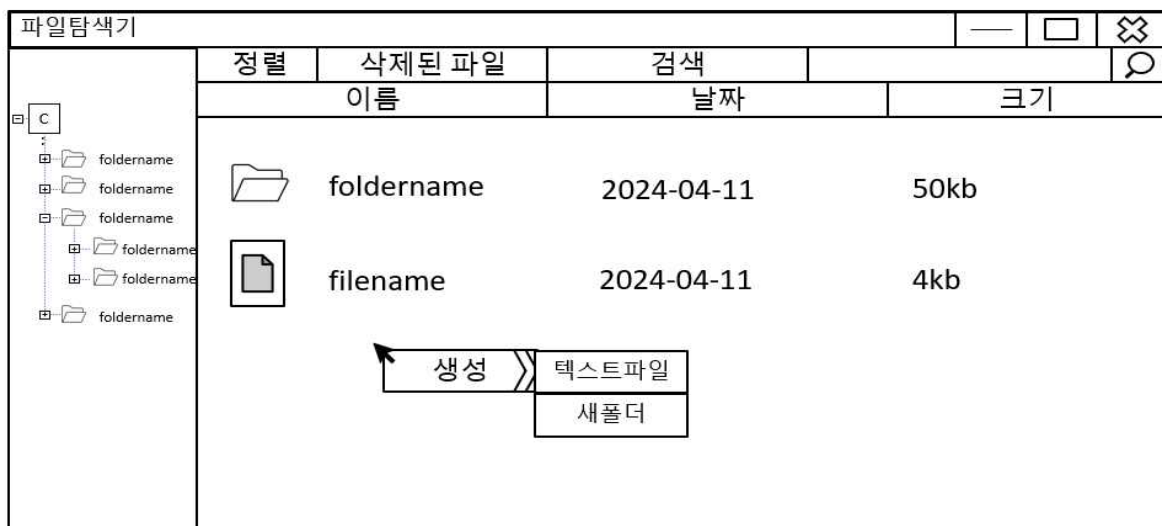 파일탐색기
정렬 삭제된 파일 검색
이름 날짜 크기
C
foldername
foldername
foldername
foldername
foldername
foldername
foldername 2024-04-11 50kb
filename 2024-04-11 4kb
생성 텍스트파일
새폴더